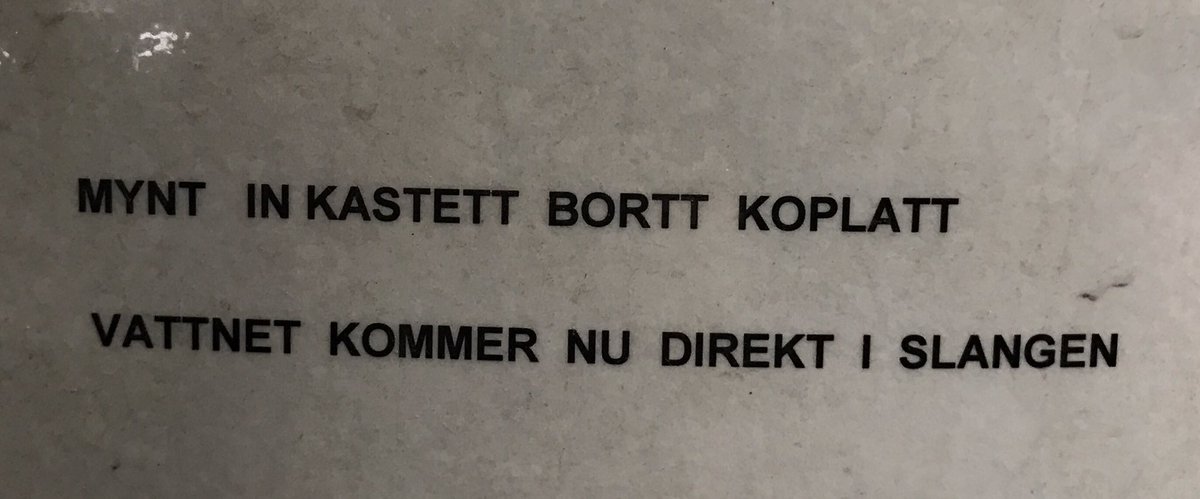 MYNT IN KASTETT BORTT KOPLATT
VATTNET KOMMER NU DIREKT I SLANGEN